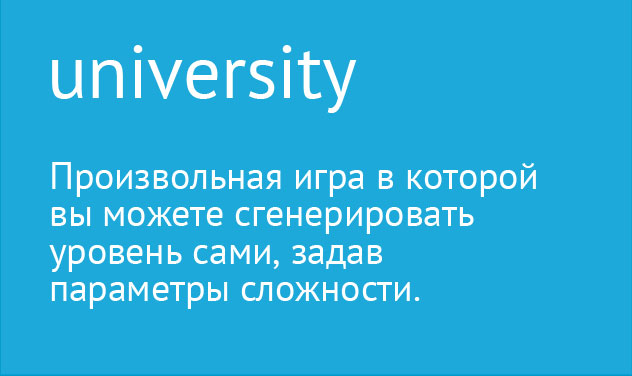 university
Произвольная игра в которой
вы можете сгенерировать
уровень сами, задав
параметры сложности.